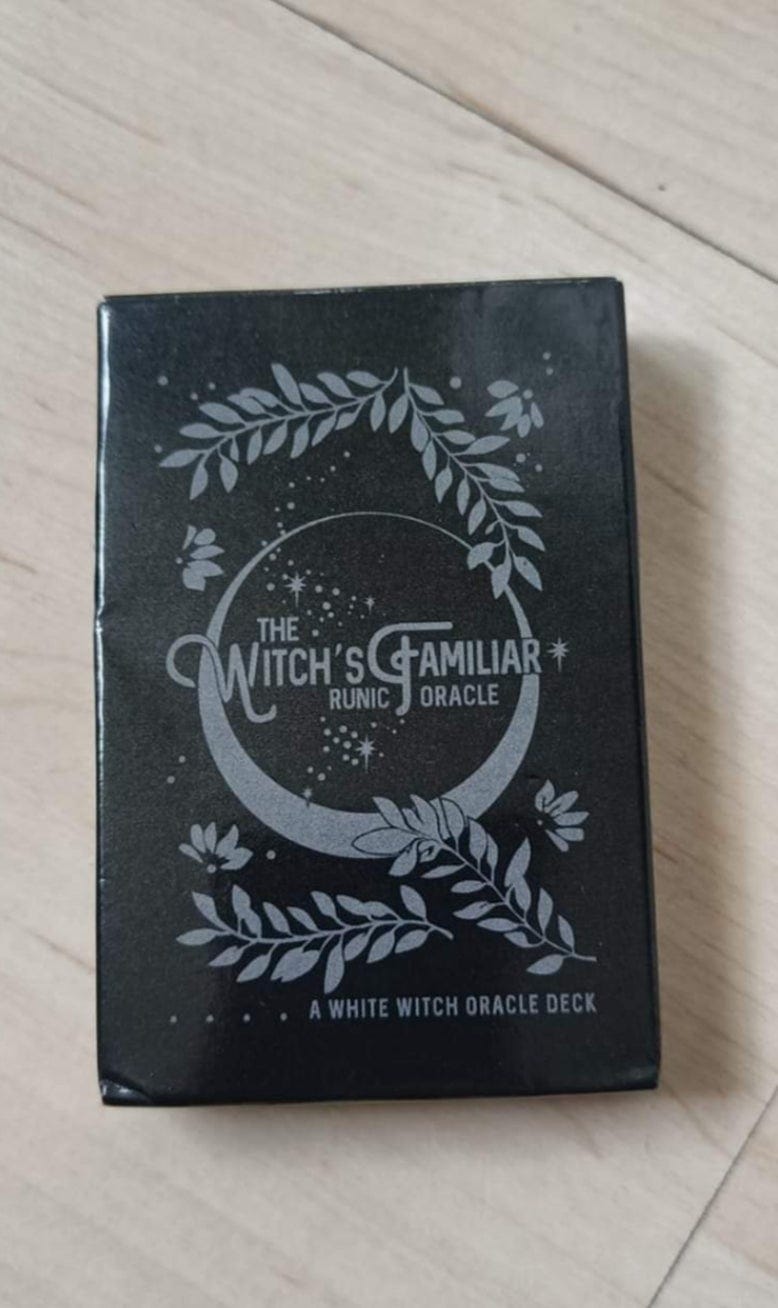 THE
WITCH'S FAMILIAR
RUNIC ORACLE
A WHITE WITCH ORACLE DECK